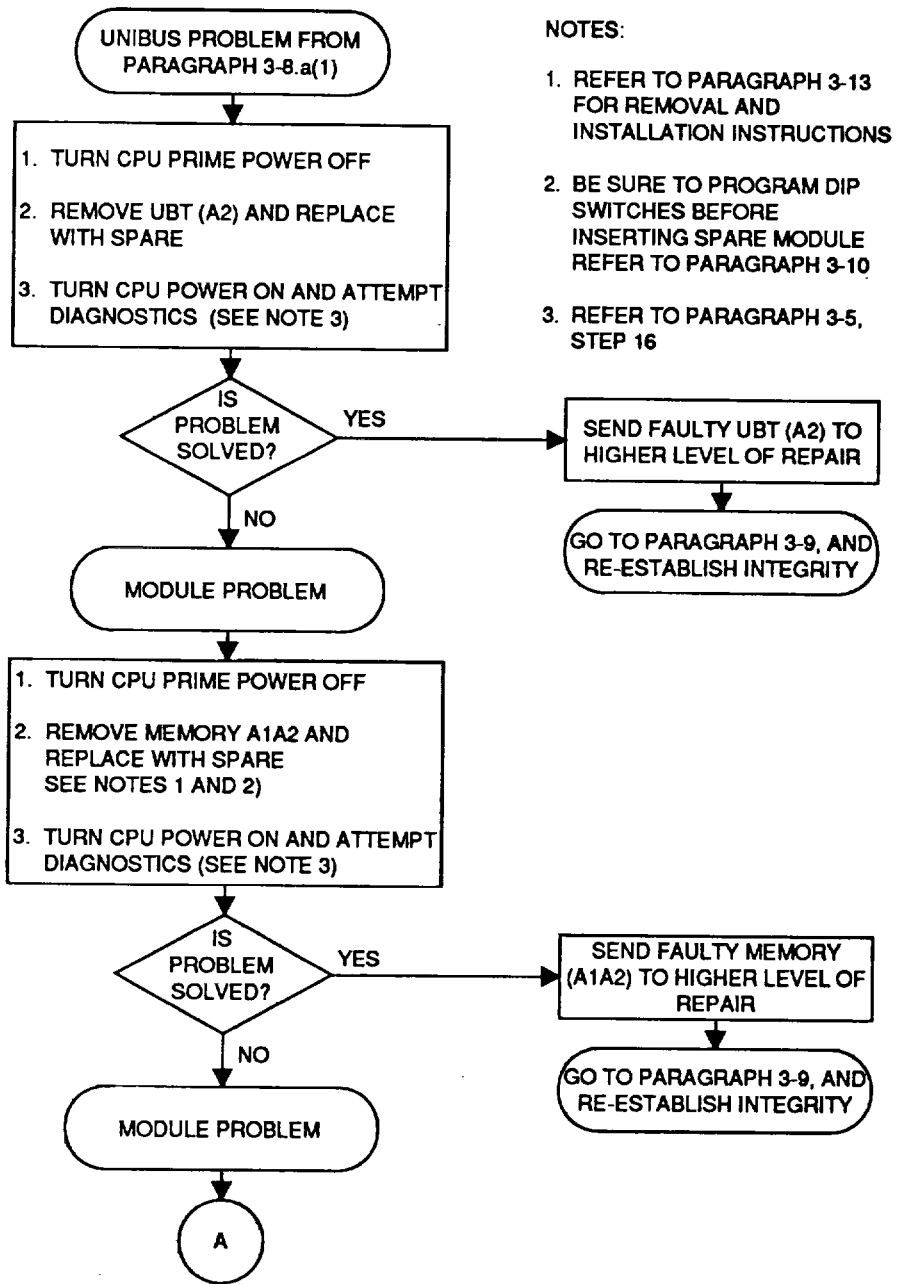 UNIBUS PROBLEM FROM
PARAGRAPH 3-8.a(1)
NOTES:
1. REFER TO PARAGRAPH 3-13
FOR REMOVAL AND
INSTALLATION INSTRUCTIONS
2. BE SURE TO PROGRAM DIP
SWITCHES BEFORE
INSERTING SPARE MODULE
REFER TO PARAGRAPH 3-10
3. REFER TO PARAGRAPH 3-5,
STEP 16
1. TURN CPU PRIME POWER OFF
2. REMOVE UBT (A2) AND REPLACE
WITH SPARE
3. TURN CPU POWER ON AND ATTEMPT
DIAGNOSTICS (SEE NOTE 3)
IS
PROBLEM
SOLVED?
YES
SEND FAULTY UBT (A2) TO
HIGHER LEVEL OF REPAIR
GO TO PARAGRAPH 3-9, AND
RE-ESTABLISH INTEGRITY
NO
MODULE PROBLEM
1. TURN CPU PRIME POWER OFF
2. REMOVE MEMORY A1A2 AND
REPLACE WITH SPARE
SEE NOTES 1 AND 2)
3. TURN CPU POWER ON AND ATTEMPT
DIAGNOSTICS (SEE NOTE 3)
IS
PROBLEM
SOLVED?
YES
SEND FAULTY MEMORY
(A1A2) TO HIGHER LEVEL OF
REPAIR
GO TO PARAGRAPH 3-9, AND
RE-ESTABLISH INTEGRITY
NO
MODULE PROBLEM
A